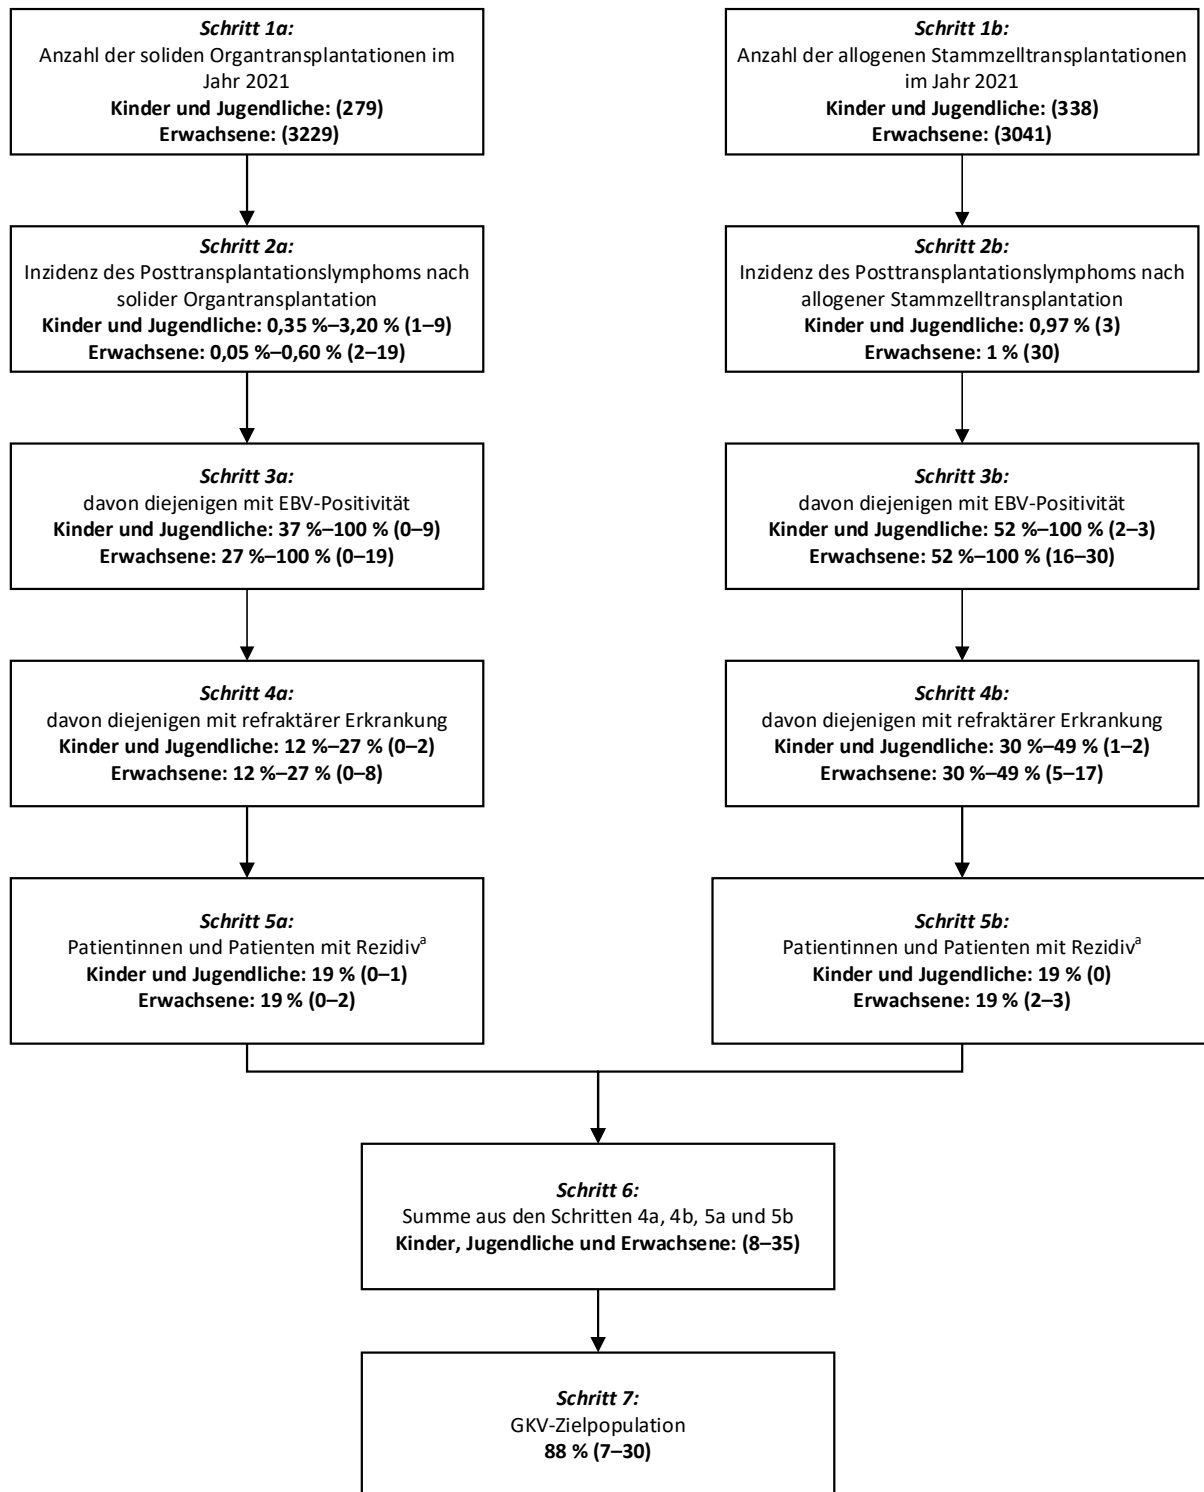 Schritt 1a:
Anzahl der soliden Organtransplantationen im
Jahr 2021
Kinder und Jugendliche: (279)
Erwachsene: (3229)
Schritt 1b:
Anzahl der allogenen Stammzelltransplantationen
im Jahr 2021
Kinder und Jugendliche: (338)
Erwachsene: (3041)
Schritt 2a:
Inzidenz des Posttransplantationslymphoms nach
solider Organtransplantation
Kinder und Jugendliche: 0,35 %–3,20 % (1–9)
Erwachsene: 0,05 %–0,60 % (2–19)
Schritt 2b:
Inzidenz des Posttransplantationslymphoms nach
allogener Stammzelltransplantation
Kinder und Jugendliche: 0,97 % (3)
Erwachsene: 1 % (30)
Schritt 3a:
davon diejenigen mit EBV-Positivität
Kinder und Jugendliche: 37 %–100 % (0–9)
Erwachsene: 27 %–100 % (0–19)
Schritt 3b:
davon diejenigen mit EBV-Positivität
Kinder und Jugendliche: 52 %–100 % (2–3)
Erwachsene: 52 %–100 % (16–30)
Schritt 4a:
davon diejenigen mit refraktärer Erkrankung
Kinder und Jugendliche: 12 %–27 % (0–2)
Erwachsene: 12 %–27 % (0–8)
Schritt 4b:
davon diejenigen mit refraktärer Erkrankung
Kinder und Jugendliche: 30 %–49 % (1–2)
Erwachsene: 30 %–49 % (5–17)
Schritt 5a:
Patientinnen und Patienten mit Rezidivᵃ
Kinder und Jugendliche: 19 % (0–1)
Erwachsene: 19 % (0–2)
Schritt 5b:
Patientinnen und Patienten mit Rezidivᵃ
Kinder und Jugendliche: 19 % (0)
Erwachsene: 19 % (2–3)
Schritt 6:
Summe aus den Schritten 4a, 4b, 5a und 5b
Kinder, Jugendliche und Erwachsene: (8–35)
Schritt 7:
GKV-Zielpopulation
88 % (7–30)